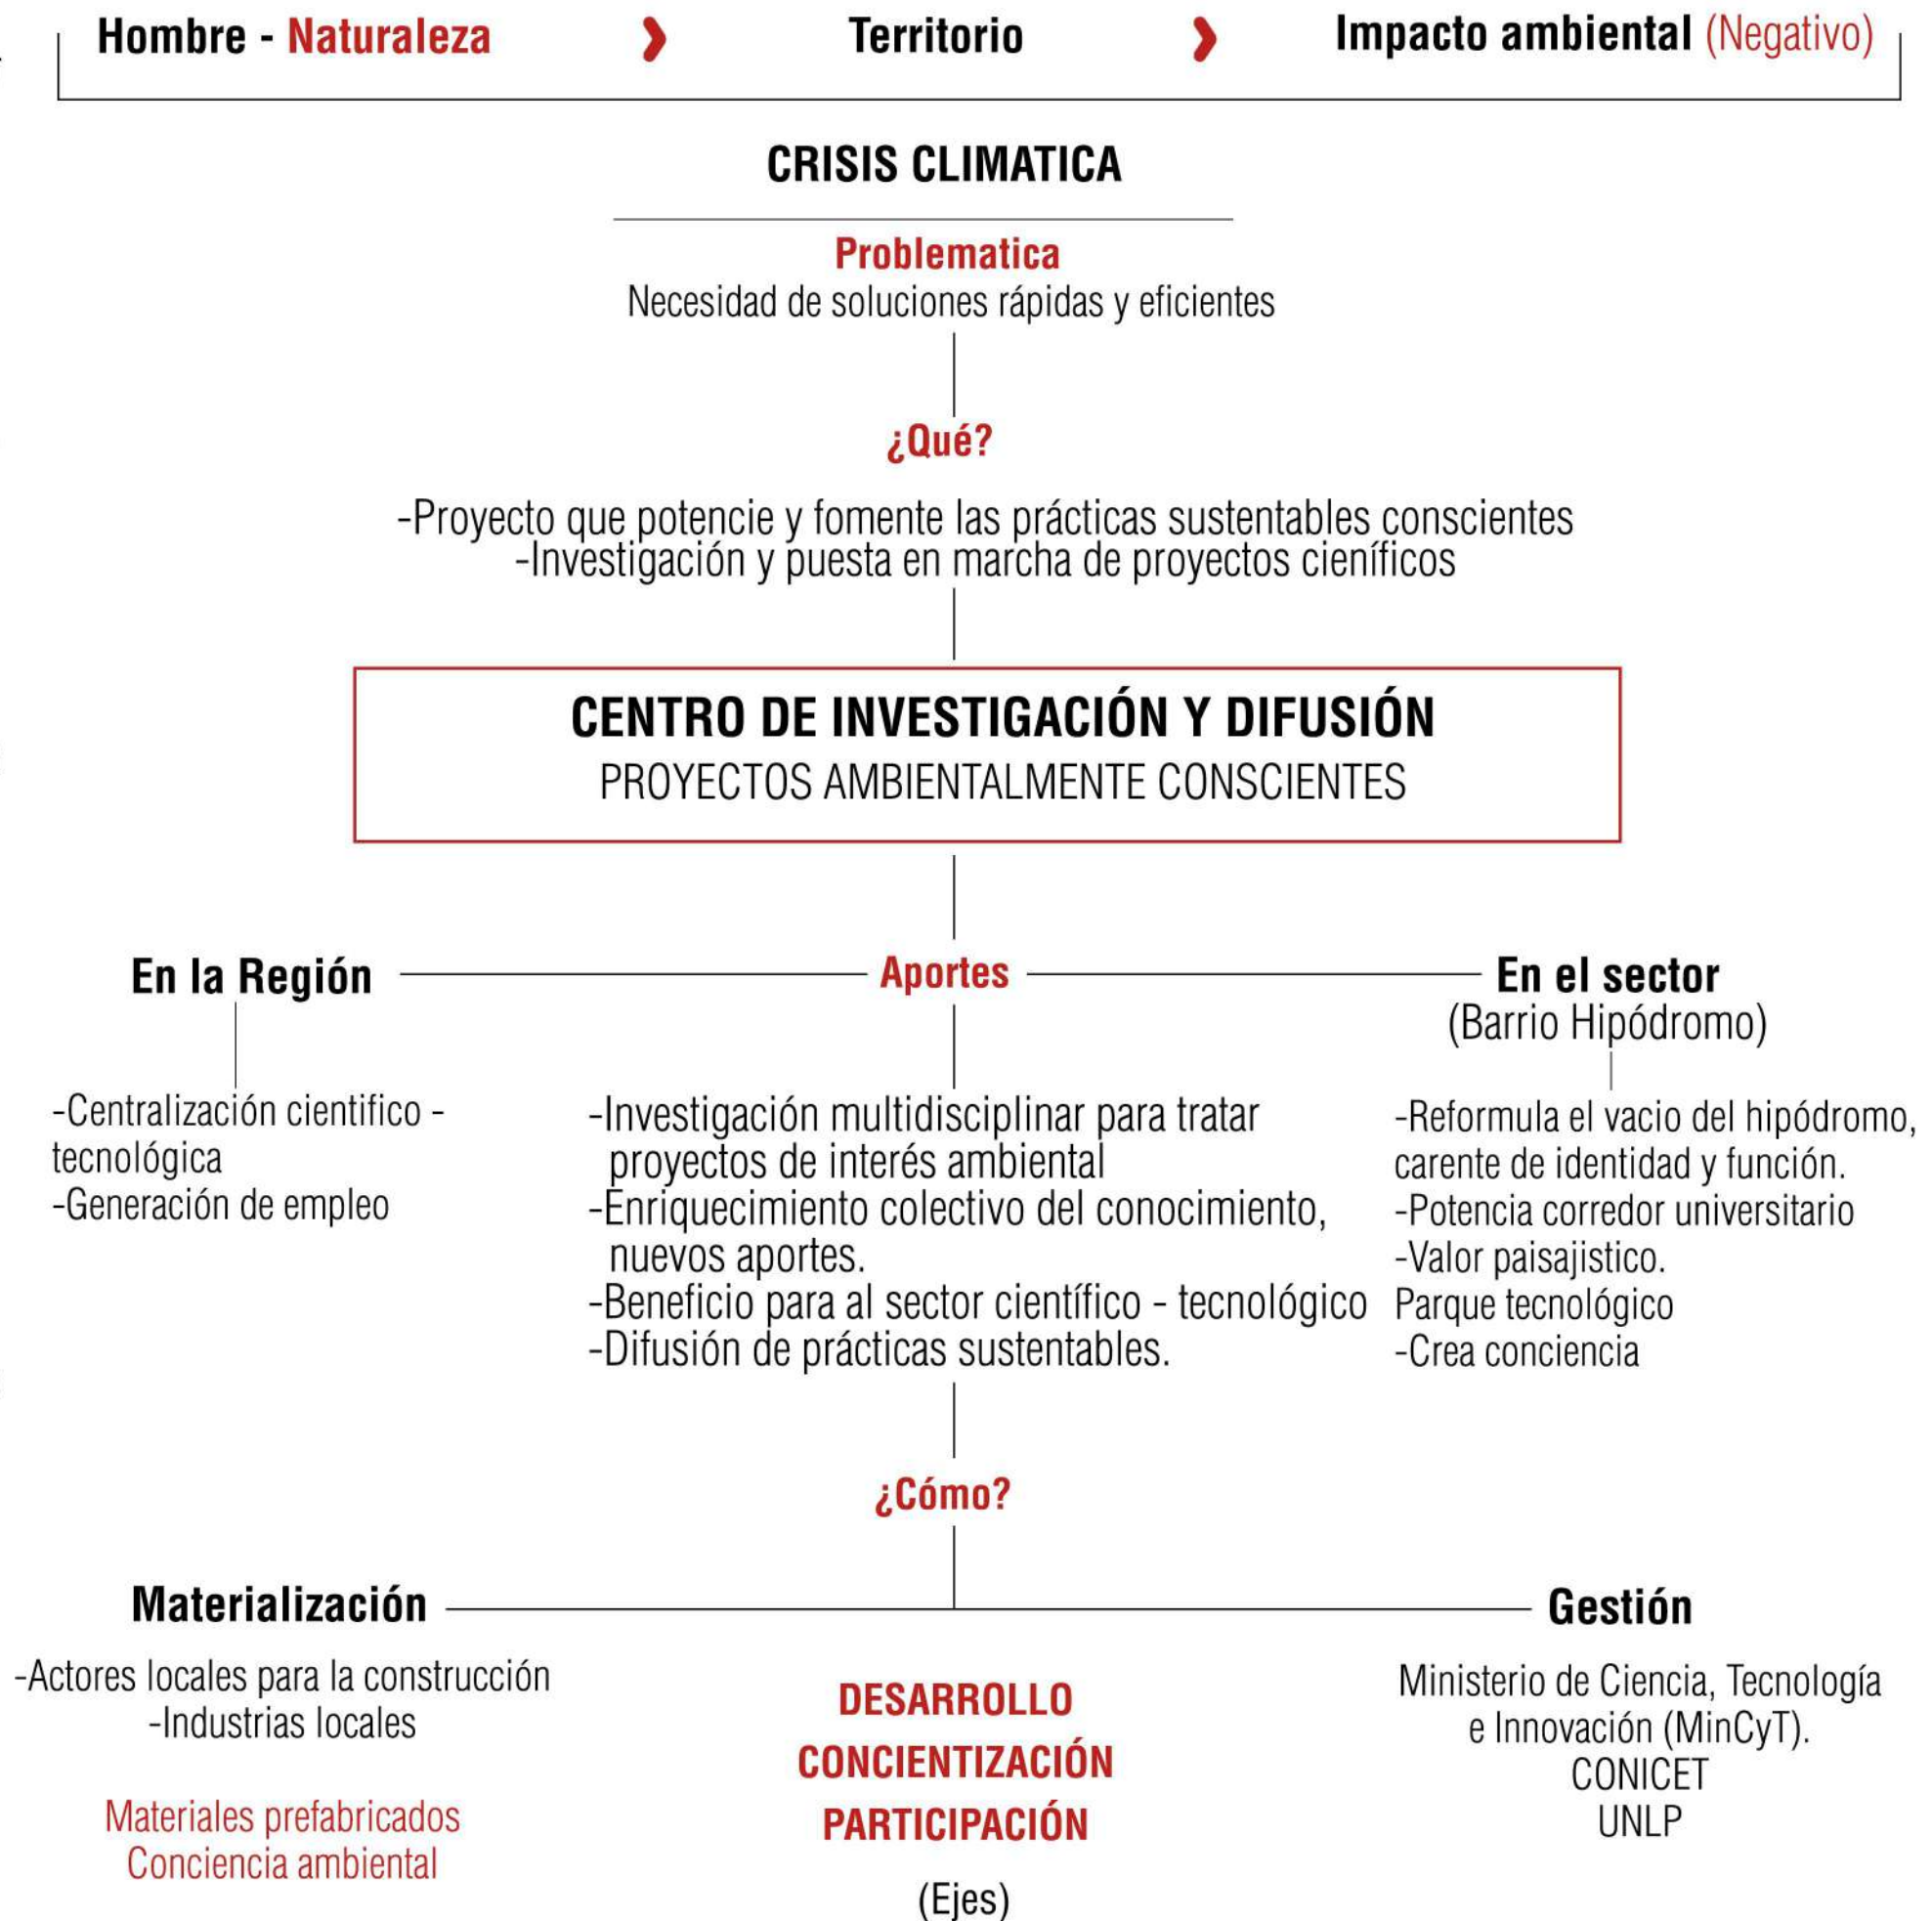 Hombre - Naturaleza
Territorio
Impacto ambiental (Negativo)
CRISIS CLIMATICA
Problematica
Necesidad de soluciones rápidas y eficientes
¿Qué?
-Proyecto que potencie y fomente las prácticas sustentables conscientes
-Investigación y puesta en marcha de proyectos cieníficos
CENTRO DE INVESTIGACIÓN Y DIFUSIÓN
PROYECTOS AMBIENTALMENTE CONSCIENTES
Aportes
En la Región
-Centralización cientifico -
tecnológica
-Generación de empleo
-Investigación multidisciplinar para tratar
proyectos de interés ambiental
-Enriquecimiento colectivo del conocimiento,
nuevos aportes.
-Beneficio para al sector científico - tecnológico
-Difusión de prácticas sustentables.
En el sector
(Barrio Hipódromo)
-Reformula el vacio del hipódromo,
carente de identidad y función.
-Potencia corredor universitario
-Valor paisajistico.
Parque tecnológico
-Crea conciencia
¿Cómo?
Materialización
-Actores locales para la construcción
-Industrias locales
Materiales prefabricados
Conciencia ambiental
DESARROLLO
CONCIENTIZACIÓN
PARTICIPACIÓN
(Ejes)
Gestión
Ministerio de Ciencia, Tecnología
e Innovación (MinCyT).
CONICET
UNLP